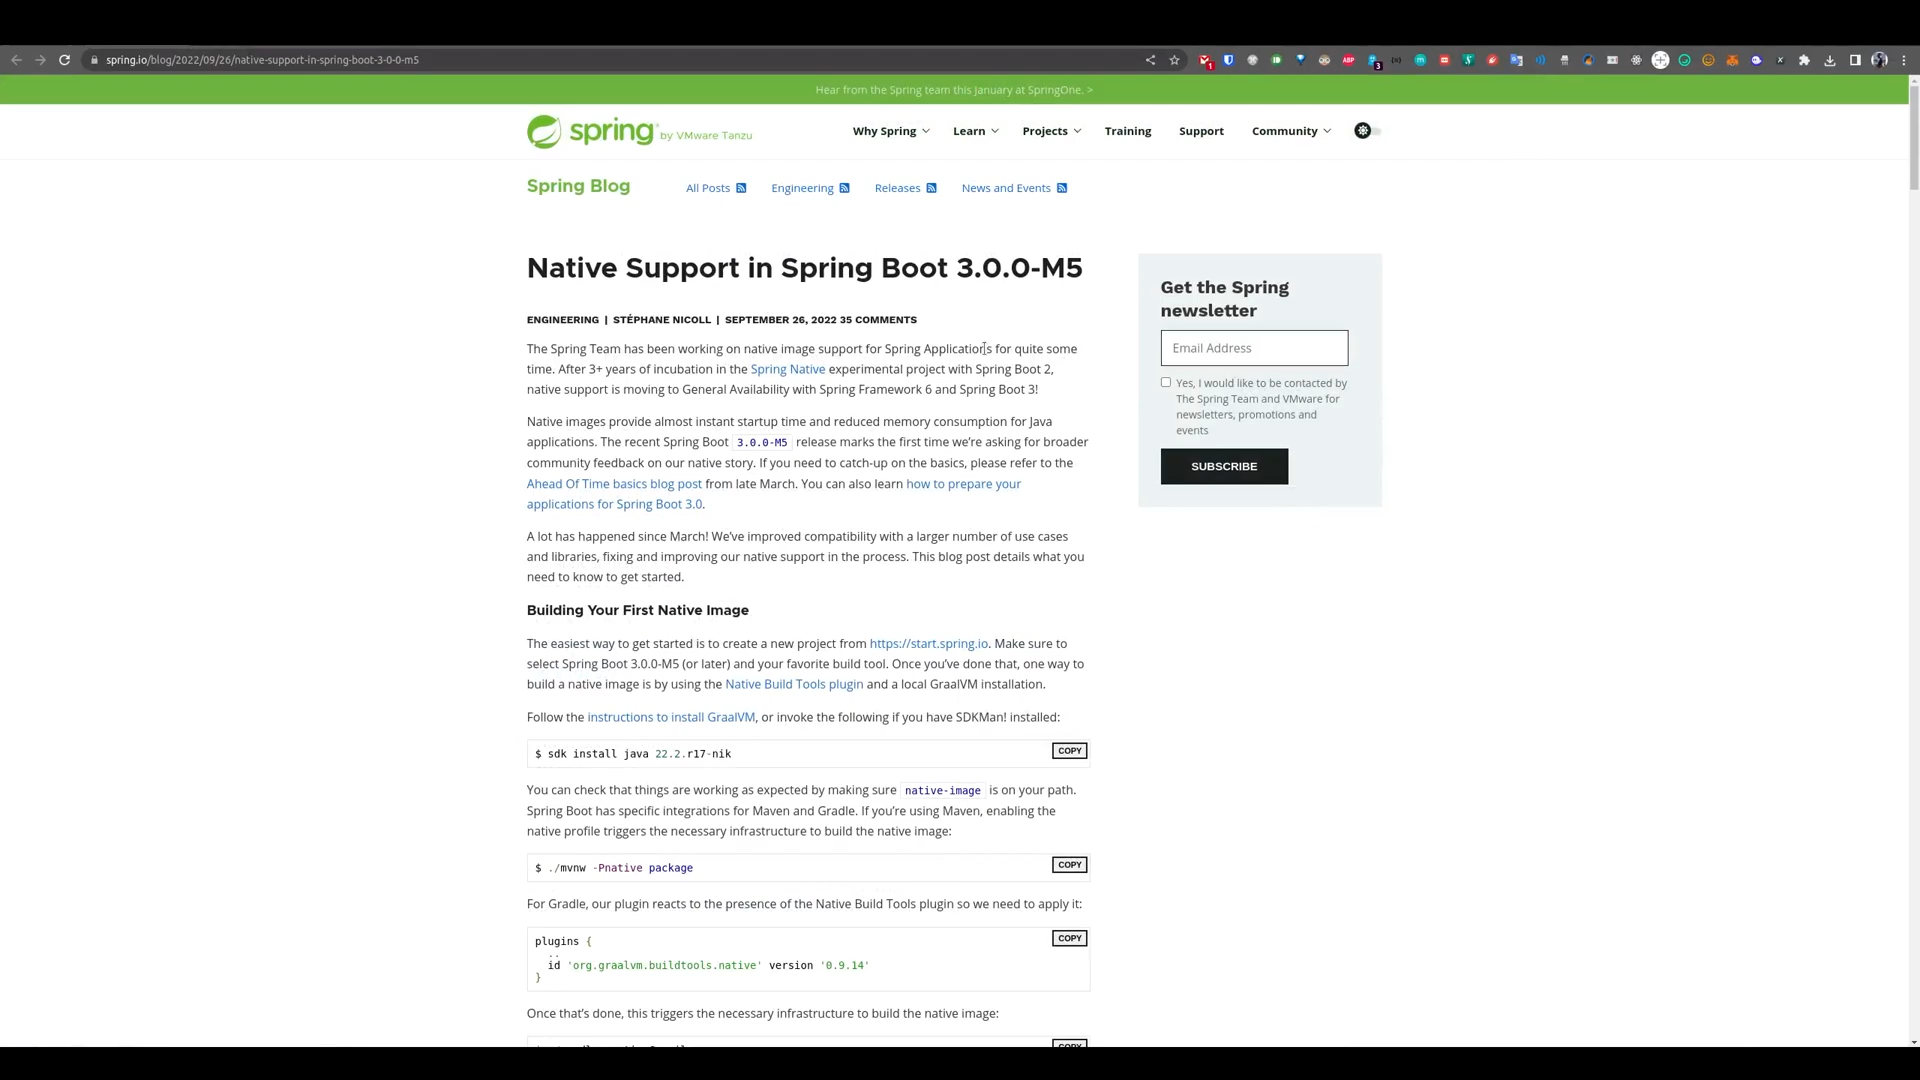 spring.io/blog/2022/09/26/native-support-in-spring-boot-3-0-0-m5
Hear from the Spring team this January at SpringOne. >
spring by VMware Tanzu
Why Spring
Learn
Projects
Training
Support
Community
Spring Blog
All Posts
Engineering
Releases
News and Events
Native Support in Spring Boot 3.0.0-M5
ENGINEERING | STÉPHANE NICOLL | SEPTEMBER 26, 2022 35 COMMENTS
The Spring Team has been working on native image support for Spring Applications for quite some
time. After 3+ years of incubation in the Spring Native experimental project with Spring Boot 2,
native support is moving to General Availability with Spring Framework 6 and Spring Boot 3!
Native images provide almost instant startup time and reduced memory consumption for Java
applications. The recent Spring Boot 3.0.0-M5 release marks the first time we’re asking for broader
community feedback on our native story. If you need to catch-up on the basics, please refer to the
Ahead Of Time basics blog post from late March. You can also learn how to prepare your
applications for Spring Boot 3.0.
A lot has happened since March! We’ve improved compatibility with a larger number of use cases
and libraries, fixing and improving our native support in the process. This blog post details what you
need to know to get started.
Building Your First Native Image
The easiest way to get started is to create a new project from https://start.spring.io. Make sure to
select Spring Boot 3.0.0-M5 (or later) and your favorite build tool. Once you’ve done that, one way to
build a native image is by using the Native Build Tools plugin and a local GraalVM installation.
Follow the instructions to install GraalVM, or invoke the following if you have SDKMan! installed:
$ sdk install java 22.2.r17-nik
COPY
You can check that things are working as expected by making sure native-image is on your path.
Spring Boot has specific integrations for Maven and Gradle. If you’re using Maven, enabling the
native profile triggers the necessary infrastructure to build the native image:
$ ./mvnw -Pnative package
COPY
For Gradle, our plugin reacts to the presence of the Native Build Tools plugin so we need to apply it:
plugins {
COPY
..
id 'org.graalvm.buildtools.native' version '0.9.14'
}
Once that’s done, this triggers the necessary infrastructure to build the native image:
COPY
Get the Spring
newsletter
Email Address
Yes, I would like to be contacted by
The Spring Team and VMware for
newsletters, promotions and
events
SUBSCRIBE